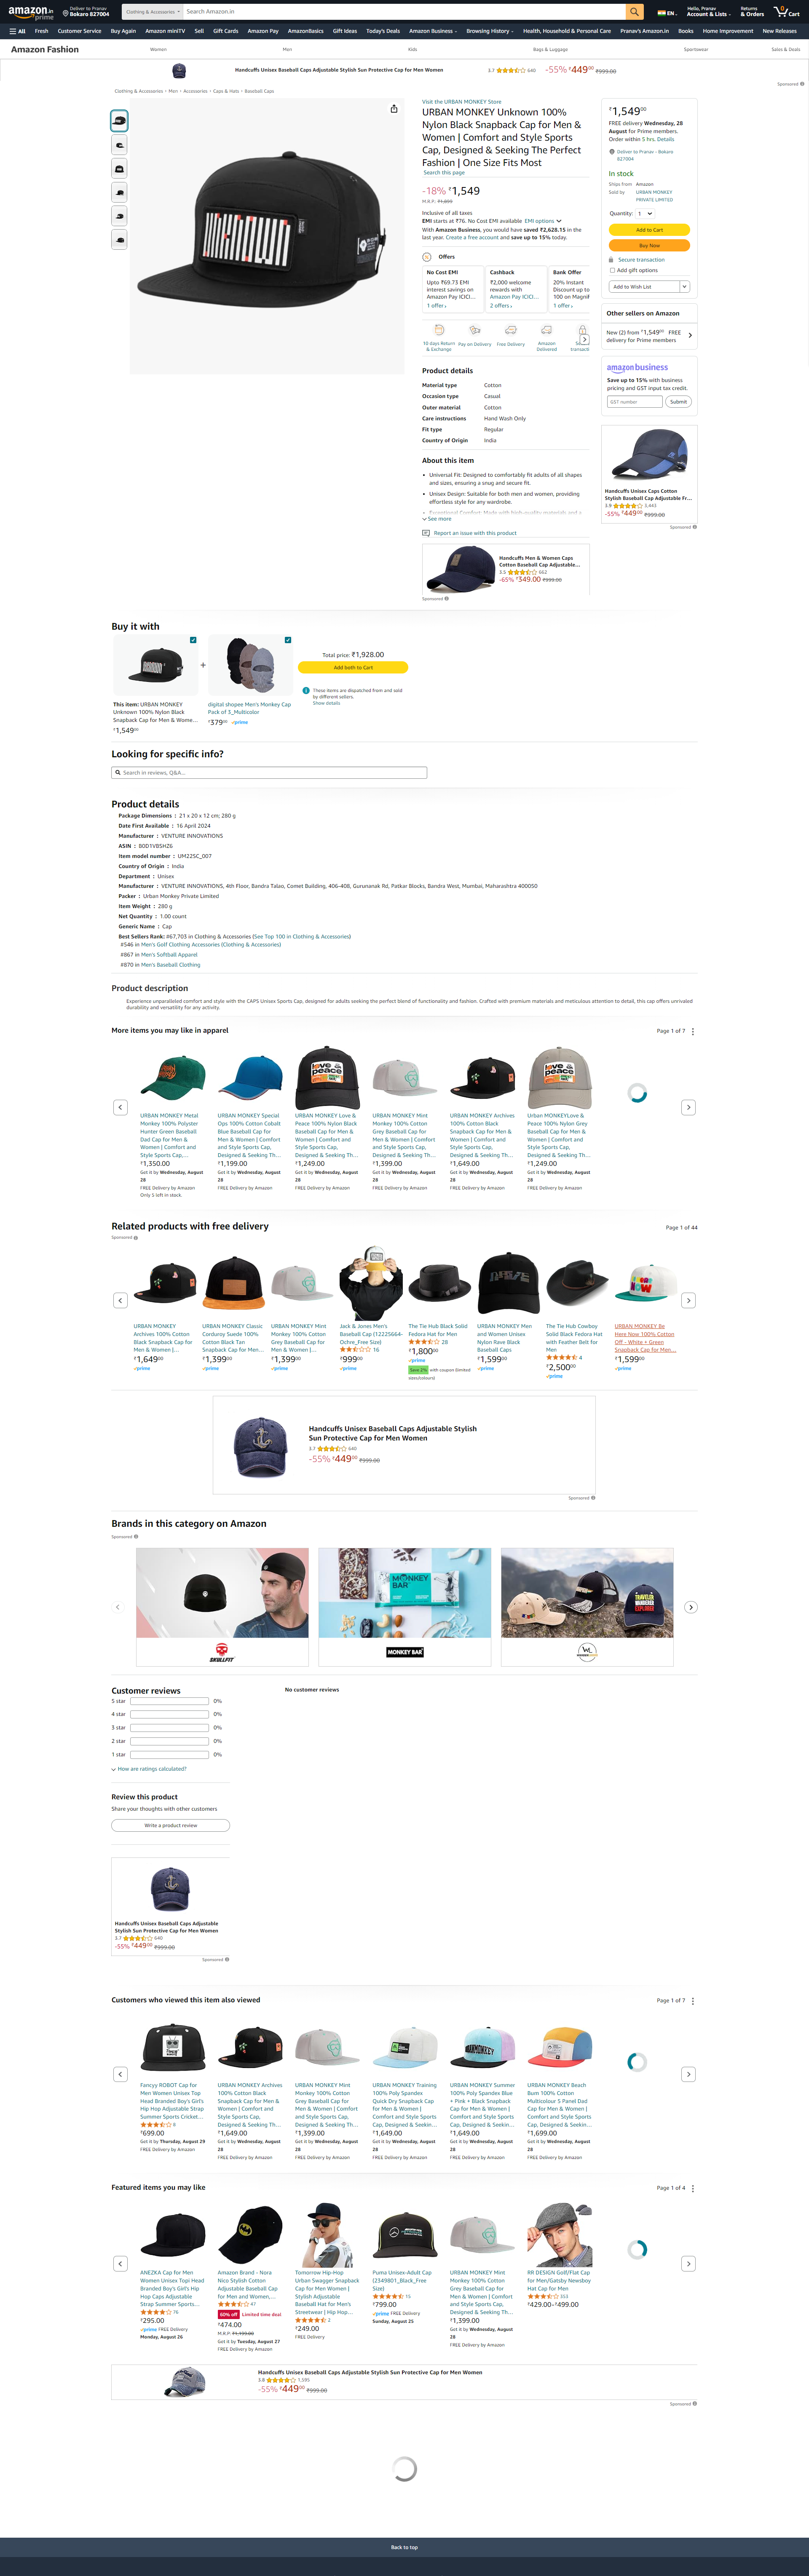 amazon.in
prime
Deliver to Pranav
Bokaro 827004
Clothing & Accessories
Search Amazon.in
EN
Hello, Pranav
Account & Lists
Returns
& Orders
0
Cart
All
Fresh
Customer Service
Buy Again
Amazon miniTV
Sell
Gift Cards
Amazon Pay
AmazonBasics
Gift Ideas
Today's Deals
Amazon Business
Browsing History
Health, Household & Personal Care
Pranav's Amazon.in
Books
Home Improvement
New Releases
Amazon Fashion
Women
Men
Kids
Bags & Luggage
Sportswear
Sales & Deals
Handcuffs Unisex Baseball Caps Adjustable Stylish Sun Protective Cap for Men Women
3.7 640
-55% ₹449⁰⁰ ₹999.00
Sponsored
Clothing & Accessories › Men › Accessories › Caps & Hats › Baseball Caps
Visit the URBAN MONKEY Store
URBAN MONKEY Unknown 100%
Nylon Black Snapback Cap for Men &
Women | Comfort and Style Sports
Cap, Designed & Seeking The Perfect
Fashion | One Size Fits Most
Search this page
-18% ₹1,549
M.R.P.: ₹1,899
Inclusive of all taxes
EMI starts at ₹76. No Cost EMI available EMI options
With Amazon Business, you would have saved ₹2,628.15 in the
last year. Create a free account and save up to 15% today.
Offers
No Cost EMI
Upto ₹69.73 EMI
interest savings on
Amazon Pay ICICI…
1 offer ›
Cashback
₹2,000 welcome
rewards with
Amazon Pay ICICI…
2 offers ›
Bank Offer
20% Instant
Discount up to
1 offer ›
10 days Return
& Exchange
Pay on Delivery
Free Delivery
Amazon
Delivered
Product details
Material type Cotton
Occasion type Casual
Outer material Cotton
Care instructions Hand Wash Only
Fit type Regular
Country of Origin India
About this item
Universal Fit: Designed to comfortably fit adults of all shapes
and sizes, ensuring a snug and secure fit.
Unisex Design: Suitable for both men and women, providing
effortless style for any wardrobe.
See more
Report an issue with this product
Handcuffs Men & Women Caps
Cotton Baseball Cap Adjustable…
3.5 662
-65% ₹349.00 ₹999.00
Sponsored
₹1,549⁰⁰
FREE delivery Wednesday, 28
August for Prime members.
Order within 5 hrs. Details
Deliver to Pranav - Bokaro
827004
In stock
Ships from Amazon
Sold by URBAN MONKEY
PRIVATE LIMITED
Quantity: 1
Add to Cart
Buy Now
Secure transaction
Add gift options
Add to Wish List
Other sellers on Amazon
New (2) from ₹1,549⁰⁰ FREE
delivery for Prime members
amazon business
Save up to 15% with business
pricing and GST input tax credit.
GST number
Submit
Handcuffs Unisex Caps Cotton
Stylish Baseball Cap Adjustable Fr…
3.9 3,443
-55% ₹449⁰⁰ ₹999.00
Sponsored
Buy it with
This item: URBAN MONKEY
Unknown 100% Nylon Black
Snapback Cap for Men & Wome…
₹1,549⁰⁰
+
digital shopee Men's Monkey Cap
Pack of 3_Multicolor
₹379⁰⁰ prime
Total price: ₹1,928.00
Add both to Cart
These items are dispatched from and sold
by different sellers.
Show details
Looking for specific info?
Search in reviews, Q&A...
Product details
Package Dimensions : 21 x 20 x 12 cm; 280 g
Date First Available : 16 April 2024
Manufacturer : VENTURE INNOVATIONS
ASIN : B0D1VBSHZ6
Item model number : UM22SC_007
Country of Origin : India
Department : Unisex
Manufacturer : VENTURE INNOVATIONS, 4th Floor, Bandra Talao, Comet Building, 406-408, Gurunanak Rd, Patkar Blocks, Bandra West, Mumbai, Maharashtra 400050
Packer : Urban Monkey Private Limited
Item Weight : 280 g
Net Quantity : 1.00 count
Generic Name : Cap
Best Sellers Rank: #67,703 in Clothing & Accessories (See Top 100 in Clothing & Accessories)
#546 in Men's Golf Clothing Accessories (Clothing & Accessories)
#867 in Men's Softball Apparel
#870 in Men's Baseball Clothing
Product description
Experience unparalleled comfort and style with the CAPS Unisex Sports Cap, designed for adults seeking the perfect blend of functionality and fashion. Crafted with premium materials and meticulous attention to detail, this cap offers unrivaled
durability and versatility for any activity.
More items you may like in apparel
Page 1 of 7
URBAN MONKEY Metal
Monkey 100% Polyester
Hunter Green Baseball
Dad Cap for Men &
Women | Comfort and
Style Sports Cap,…
₹1,350.00
Get it by Wednesday, August
28
FREE Delivery by Amazon
Only 5 left in stock.
URBAN MONKEY Special
Ops 100% Cotton Cobalt
Blue Baseball Cap for
Men & Women | Comfort
and Style Sports Cap,
Designed & Seeking Th…
₹1,199.00
Get it by Wednesday, August
28
FREE Delivery by Amazon
URBAN MONKEY Love &
Peace 100% Nylon Black
Baseball Cap for Men &
Women | Comfort and
Style Sports Cap,
Designed & Seeking Th…
₹1,249.00
Get it by Wednesday, August
28
FREE Delivery by Amazon
URBAN MONKEY Mint
Monkey 100% Cotton
Grey Baseball Cap for
Men & Women | Comfort
and Style Sports Cap,
Designed & Seeking Th…
₹1,399.00
Get it by Wednesday, August
28
FREE Delivery by Amazon
URBAN MONKEY Archives
100% Cotton Black
Snapback Cap for Men &
Women | Comfort and
Style Sports Cap,
Designed & Seeking Th…
₹1,649.00
Get it by Wednesday, August
28
FREE Delivery by Amazon
Urban MONKEYLove &
Peace 100% Nylon Grey
Baseball Cap for Men &
Women | Comfort and
Style Sports Cap,
Designed & Seeking Th…
₹1,249.00
Get it by Wednesday, August
28
FREE Delivery by Amazon
Related products with free delivery
Page 1 of 44
Sponsored
URBAN MONKEY
Archives 100% Cotton
Black Snapback Cap for
Men & Women |…
₹1,649⁰⁰
prime
URBAN MONKEY Classic
Corduroy Suede 100%
Cotton Black Tan
Snapback Cap for Men…
₹1,399⁰⁰
prime
URBAN MONKEY Mint
Monkey 100% Cotton
Grey Baseball Cap for
Men & Women |…
₹1,399⁰⁰
prime
Jack & Jones Men's
Baseball Cap (12225664-
Ochre_Free Size)
16
₹999⁰⁰
prime
The Tie Hub Black Solid
Fedora Hat for Men
28
₹1,800⁰⁰
prime
Save 2% with coupon (limited
sizes/colours)
URBAN MONKEY Men
and Women Unisex
Nylon Rave Black
Baseball Caps
₹1,599⁰⁰
prime
The Tie Hub Cowboy
Solid Black Fedora Hat
with Feather Belt for
Men
4
₹2,500⁰⁰
prime
URBAN MONKEY Be
Here Now 100% Cotton
Off - White + Green
Snapback Cap for Men…
₹1,599⁰⁰
prime
Handcuffs Unisex Baseball Caps Adjustable Stylish
Sun Protective Cap for Men Women
3.7 640
-55% ₹449⁰⁰ ₹999.00
Sponsored
Brands in this category on Amazon
Sponsored
MONKEY
BAR
SKULLFIT
MONKEY BAR
TRAVELER
WANDERER
EXPLORER
WL
Customer reviews
5 star 0%
4 star 0%
3 star 0%
2 star 0%
1 star 0%
How are ratings calculated?
No customer reviews
Review this product
Share your thoughts with other customers
Write a product review
Handcuffs Unisex Baseball Caps Adjustable
Stylish Sun Protective Cap for Men Women
3.7 640
-55% ₹449⁰⁰ ₹999.00
Sponsored
Customers who viewed this item also viewed
Page 1 of 7
Fancyy ROBOT Cap for
Men Women Unisex Top
Head Branded Boy's Girl's
Hip Hop Adjustable Strap
Summer Sports Cricket…
8
₹699.00
Get it by Thursday, August 29
FREE Delivery by Amazon
URBAN MONKEY Archives
100% Cotton Black
Snapback Cap for Men &
Women | Comfort and
Style Sports Cap,
Designed & Seeking Th…
₹1,649.00
Get it by Wednesday, August
28
FREE Delivery by Amazon
URBAN MONKEY Mint
Monkey 100% Cotton
Grey Baseball Cap for
Men & Women | Comfort
and Style Sports Cap,
Designed & Seeking Th…
₹1,399.00
Get it by Wednesday, August
28
FREE Delivery by Amazon
URBAN MONKEY Training
100% Poly Spandex
Quick Dry Snapback Cap
for Men & Women |
Comfort and Style Sports
Cap, Designed & Seekin…
₹1,649.00
Get it by Wednesday, August
28
FREE Delivery by Amazon
URBAN MONKEY Summer
100% Poly Spandex Blue
+ Pink + Black Snapback
Cap for Men & Women |
Comfort and Style Sports
Cap, Designed & Seekin…
₹1,649.00
Get it by Wednesday, August
28
FREE Delivery by Amazon
URBAN MONKEY Beach
Bum 100% Cotton
Multicolour 5 Panel Dad
Cap for Men & Women |
Comfort and Style Sports
Cap, Designed & Seekin…
₹1,699.00
Get it by Wednesday, August
28
FREE Delivery by Amazon
Featured items you may like
Page 1 of 4
ANEZKA Cap for Men
Women Unisex Topi Head
Branded Boy's Girl's Hip
Hop Caps Adjustable
Strap Summer Sports…
76
₹295.00
prime FREE Delivery
Monday, August 26
Amazon Brand - Nora
Nico Stylish Cotton
Adjustable Baseball Cap
for Men and Women,…
47
60% off Limited time deal
₹474.00
M.R.P: ₹1,199.00
Get it by Tuesday, August 27
FREE Delivery by Amazon
Tomorrow Hip-Hop
Urban Swagger Snapback
Cap for Men Women |
Stylish Adjustable
Baseball Hat for Men's
Streetwear | Hip Hop…
2
₹249.00
FREE Delivery
Puma Unisex-Adult Cap
(2349801_Black_Free
Size)
15
₹799.00
prime FREE Delivery
Sunday, August 25
URBAN MONKEY Mint
Monkey 100% Cotton
Grey Baseball Cap for
Men & Women | Comfort
and Style Sports Cap,
Designed & Seeking Th…
₹1,399.00
Get it by Wednesday, August
28
FREE Delivery by Amazon
RR DESIGN Golf/Flat Cap
for Men/Gatsby Newsboy
Hat Cap for Men
353
₹429.00-₹499.00
Handcuffs Unisex Baseball Caps Adjustable Stylish Sun Protective Cap for Men Women
3.8 1,595
-55% ₹449⁰⁰ ₹999.00
Sponsored
Back to top